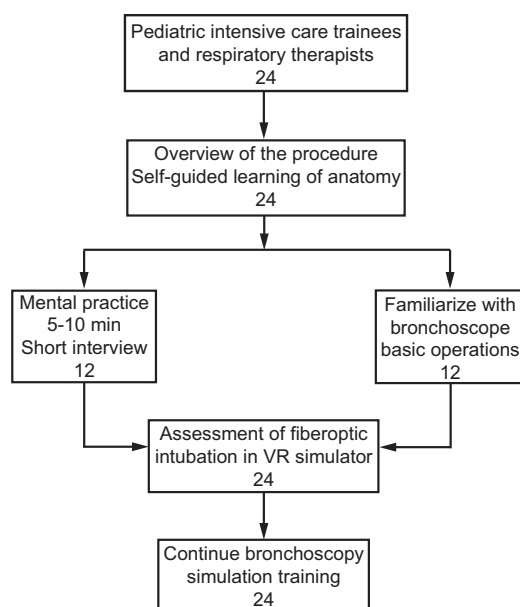 Pediatric intensive care trainees
and respiratory therapists
24
Overview of the procedure
Self-guided learning of anatomy
24
Mental practice
5-10 min
Short interview
12
Familiarize with
bronchoscope
basic operations
12
Assessment of fiberoptic
intubation in VR simulator
24
Continue bronchoscopy
simulation training
24